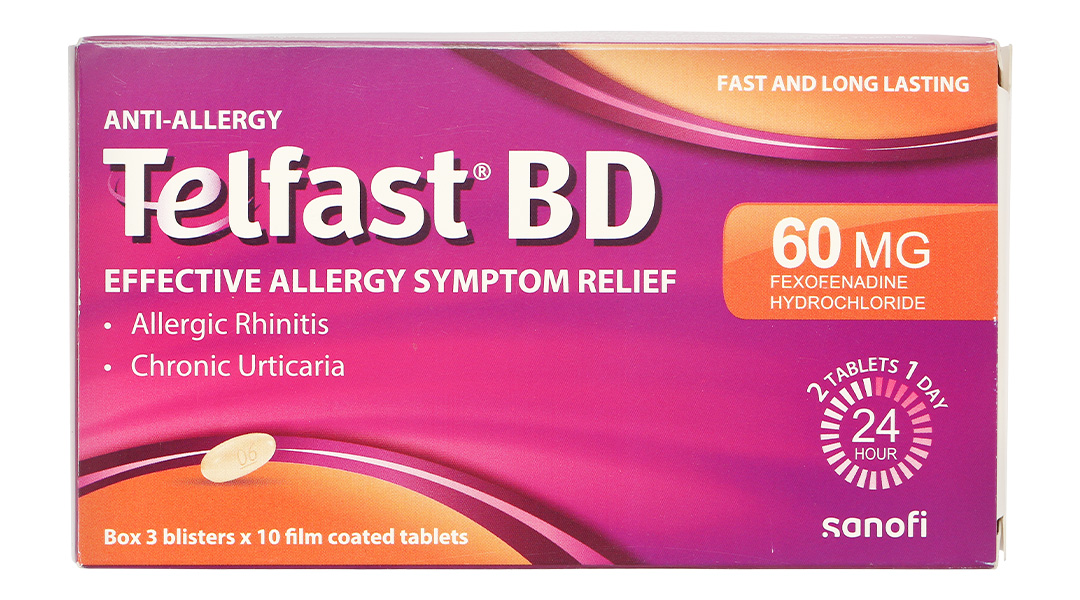 FAST AND LONG LASTING
ANTI-ALLERGY
Telfast® BD
EFFECTIVE ALLERGY SYMPTOM RELIEF
• Allergic Rhinitis
• Chronic Urticaria
60 MG
FEXOFENADINE
HYDROCHLORIDE
2 TABLETS 1 DAY
24
HOUR
06
Box 3 blisters x 10 film coated tablets
sanofi